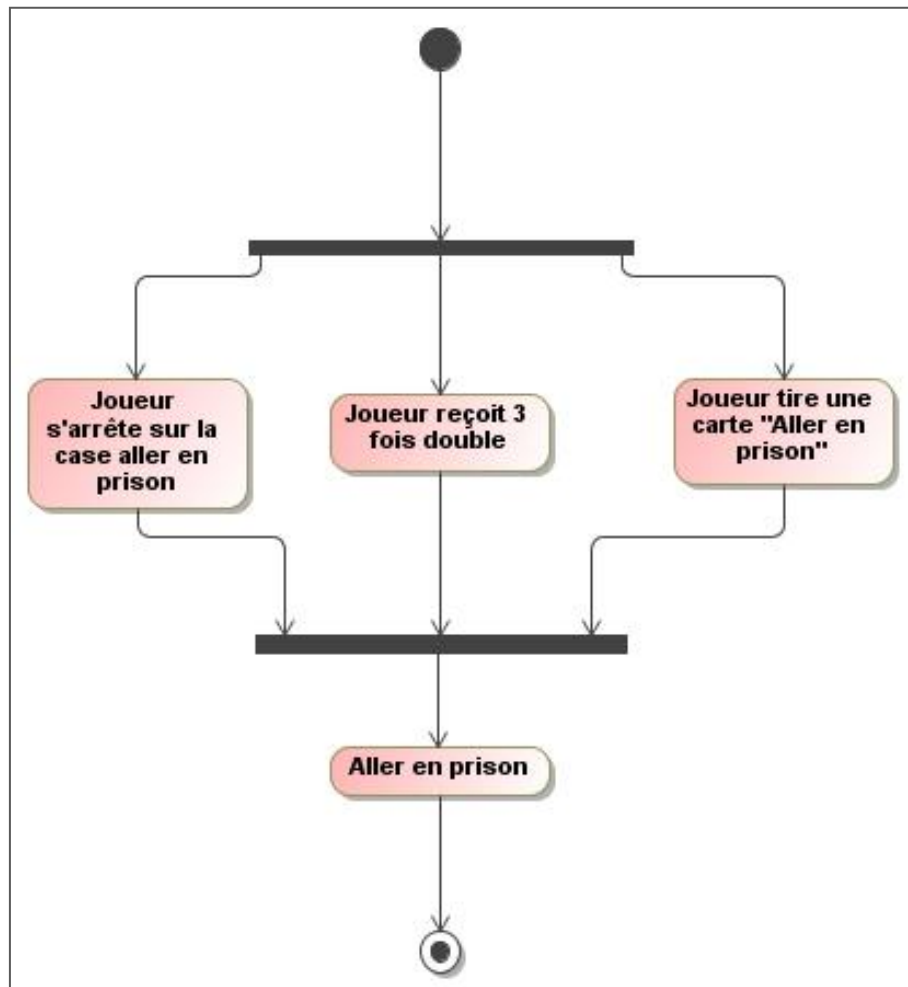 Joueur
s'arrête sur la
case aller en
prison
Joueur reçoit 3
fois double
Joueur tire une
carte "Aller en
prison"
Aller en prison